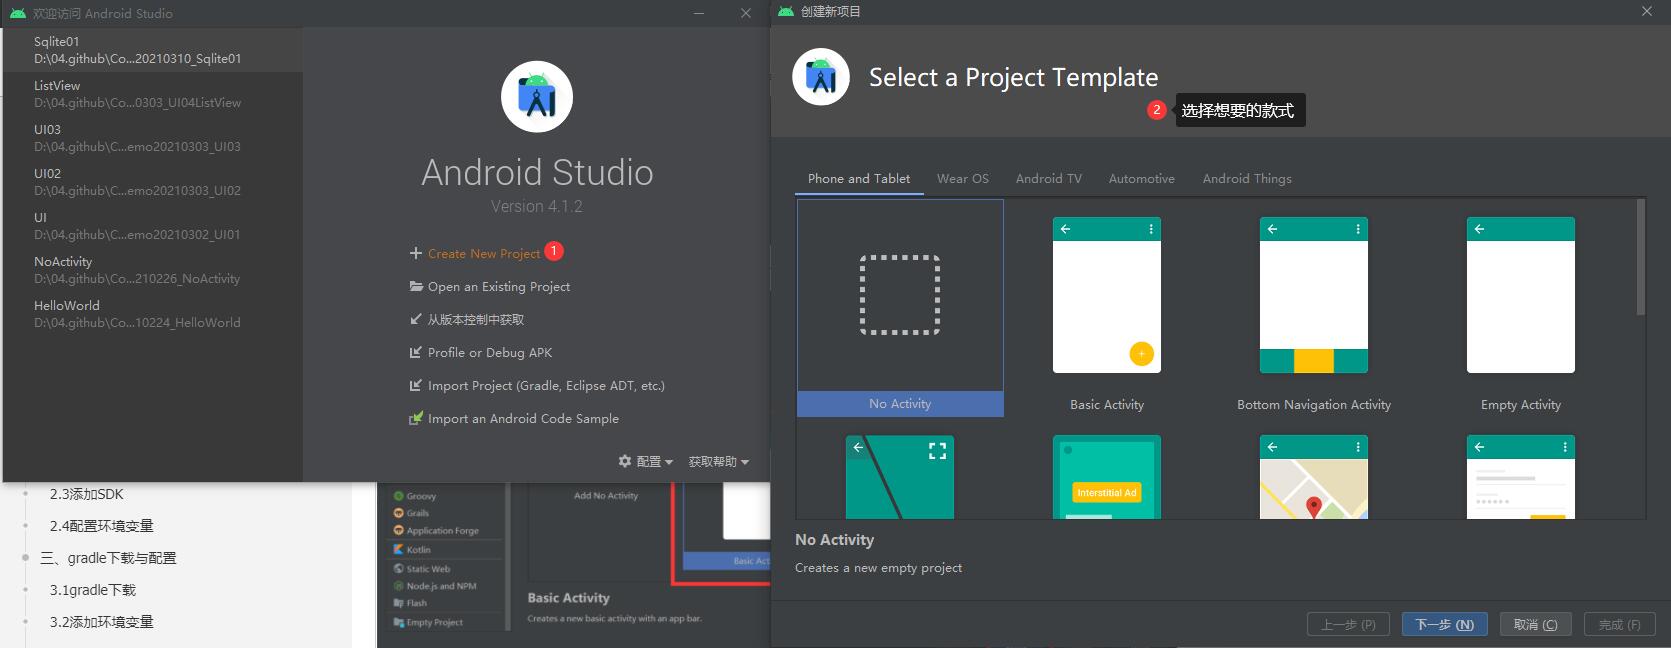 欢迎访问 Android Studio
Sqlite01
D:\04.github\Co...20210310_Sqlite01
ListView
D:\04.github\Co...0303_UI04ListView
UI03
D:\04.github\C...emo20210303_UI03
UI02
D:\04.github\C...emo20210303_UI02
UI
D:\04.github\C...emo20210302_UI01
NoActivity
D:\04.github\Co...210226_NoActivity
HelloWorld
D:\04.github\Co...10224_HelloWorld
Android Studio
Version 4.1.2
Create New Project 1
Open an Existing Project
从版本控制中获取
Profile or Debug APK
Import Project (Gradle, Eclipse ADT, etc.)
Import an Android Code Sample
配置
获取帮助
2.3添加SDK
2.4配置环境变量
三、gradle下载与配置
3.1gradle下载
3.2添加环境变量
Groovy
Grails
Application Forge
Kotlin
Static Web
Node.js and NPM
Flash
Empty Project
Add No Activity
Basic Act
Basic Activity
Creates a new basic activity with an app bar.
创建新项目
Select a Project Template
2 选择想要的款式
Phone and Tablet
Wear OS
Android TV
Automotive
Android Things
No Activity
Basic Activity
Bottom Navigation Activity
Empty Activity
Interstitial Ad
No Activity
Creates a new empty project
上一步 (P)
下一步 (N)
取消 (C)
完成 (F)